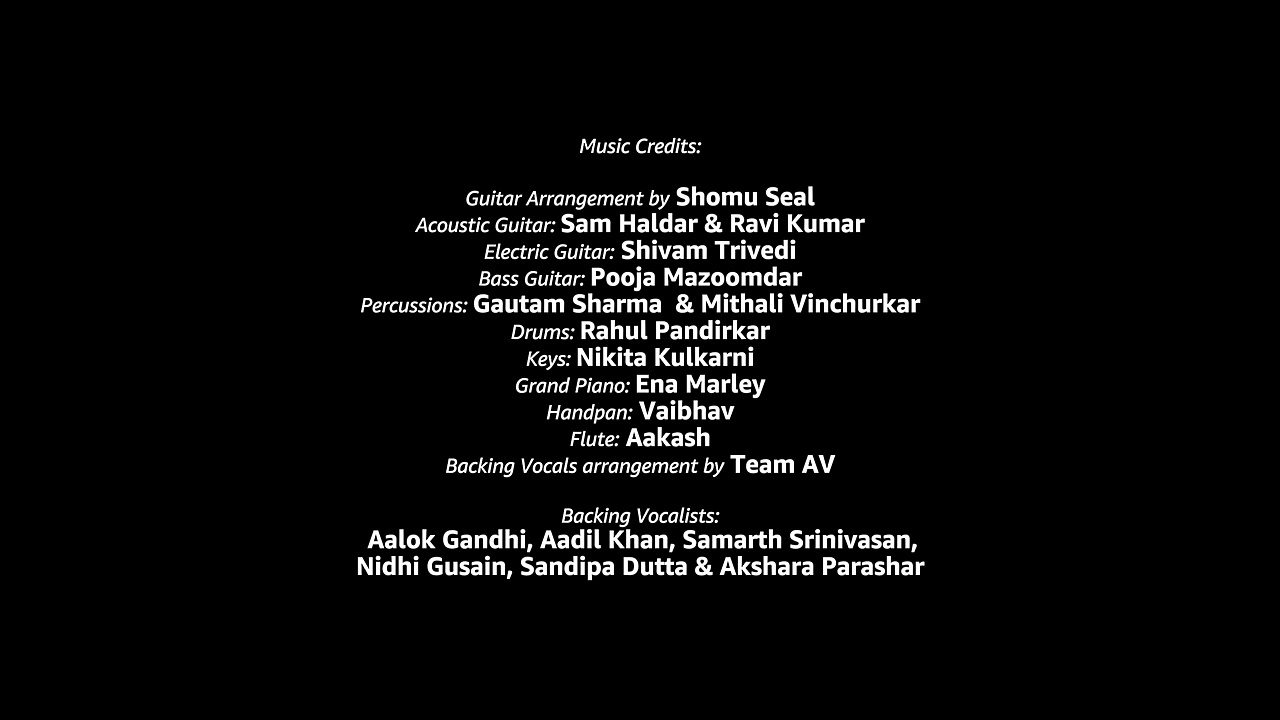 Music Credits:
Guitar Arrangement by Shomu Seal
Acoustic Guitar: Sam Haldar & Ravi Kumar
Electric Guitar: Shivam Trivedi
Bass Guitar: Pooja Mazoomdar
Percussions: Gautam Sharma & Mithali Vinchurkar
Drums: Rahul Pandirkar
Keys: Nikita Kulkarni
Grand Piano: Ena Marley
Handpan: Vaibhav
Flute: Aakash
Backing Vocals arrangement by Team AV
Backing Vocalists:
Aalok Gandhi, Aadil Khan, Samarth Srinivasan,
Nidhi Gusain, Sandipa Dutta & Akshara Parashar